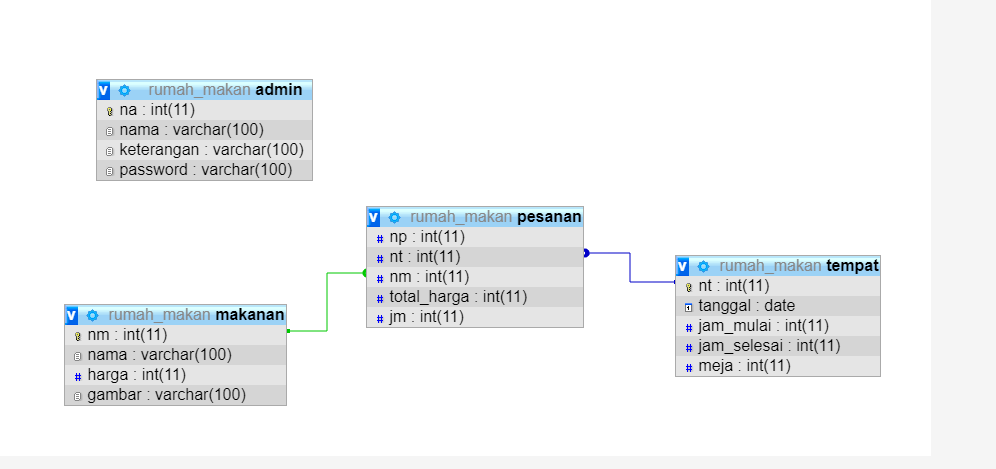 rumah_makan admin
na : int(11)
nama : varchar(100)
keterangan : varchar(100)
password : varchar(100)
rumah_makan pesanan
np : int(11)
nt : int(11)
nm : int(11)
total_harga : int(11)
jm : int(11)
rumah_makan tempat
nt : int(11)
tanggal : date
jam_mulai : int(11)
jam_selesai : int(11)
meja : int(11)
rumah_makan makanan
nm : int(11)
nama : varchar(100)
harga : int(11)
gambar : varchar(100)